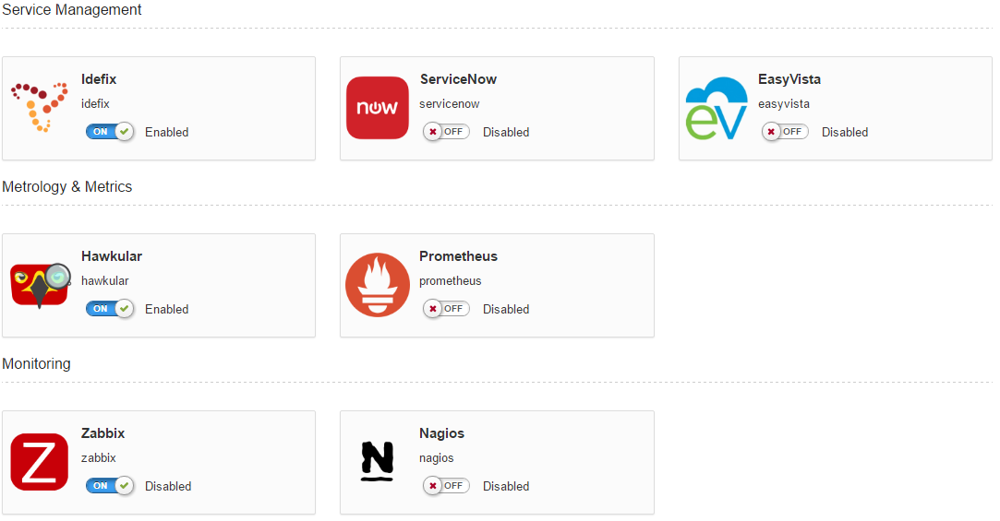 Service Management
Idefix
idefix
ON Enabled
ServiceNow
now
servicenow
OFF Disabled
EasyVista
ev
easyvista
OFF Disabled
Metrology & Metrics
Hawkular
hawkular
ON Enabled
Prometheus
prometheus
OFF Disabled
Monitoring
Zabbix
Z
zabbix
ON Disabled
Nagios
N
nagios
OFF Disabled